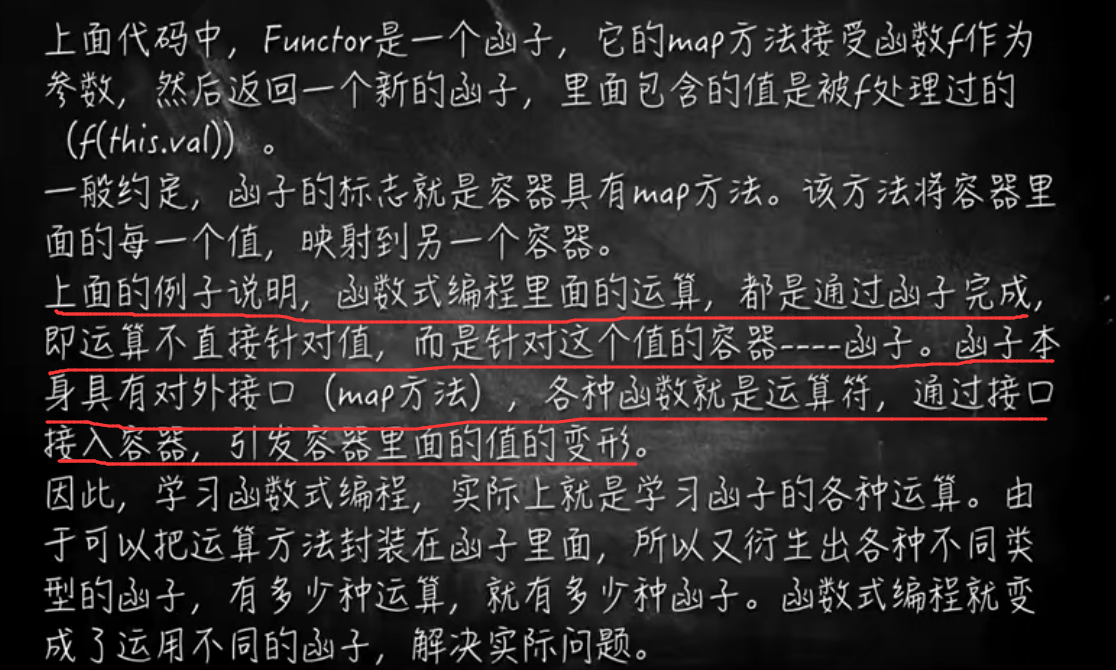 上面代码中，Functor是一个函子，它的map方法接受函数f作为
参数，然后返回一个新的函子，里面包含的值是被f处理过的
（f(this.val)）。
一般约定，函子的标志就是容器具有map方法。该方法将容器里
面的每一个值，映射到另一个容器。
上面的例子说明，函数式编程里面的运算，都是通过函子完成，
即运算不直接针对值，而是针对这个值的容器----函子。函子本
身具有对外接口（map方法），各种函数就是运算符，通过接口
接入容器，引发容器里面的值的变形。
因此，学习函数式编程，实际上就是学习函子的各种运算。由
于可以把运算方法封装在函子里面，所以又衍生出各种不同类
型的函子，有多少种运算，就有多少种函子。函数式编程就变
成了运用不同的函子，解决实际问题。